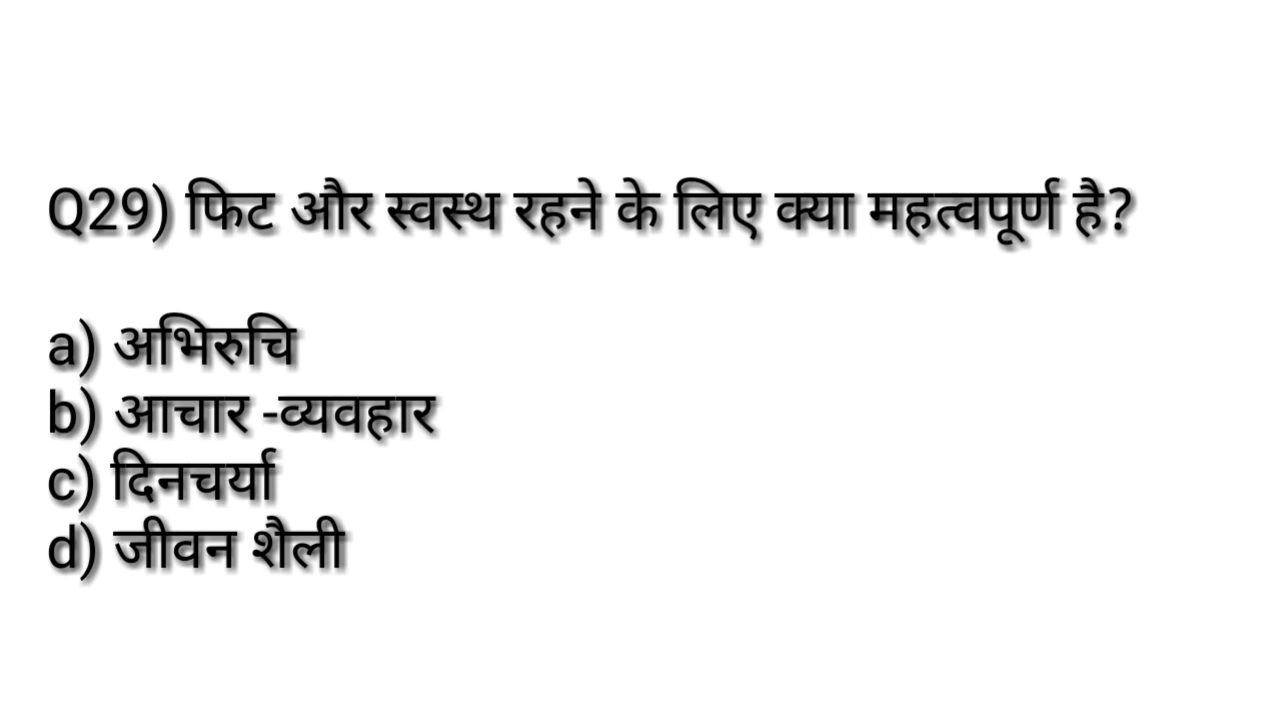 Q29) फिट और स्वस्थ रहने के लिए क्या महत्वपूर्ण है?
a) अभिरुचि
b) आचार -व्यवहार
c) दिनचर्या
d) जीवन शैली